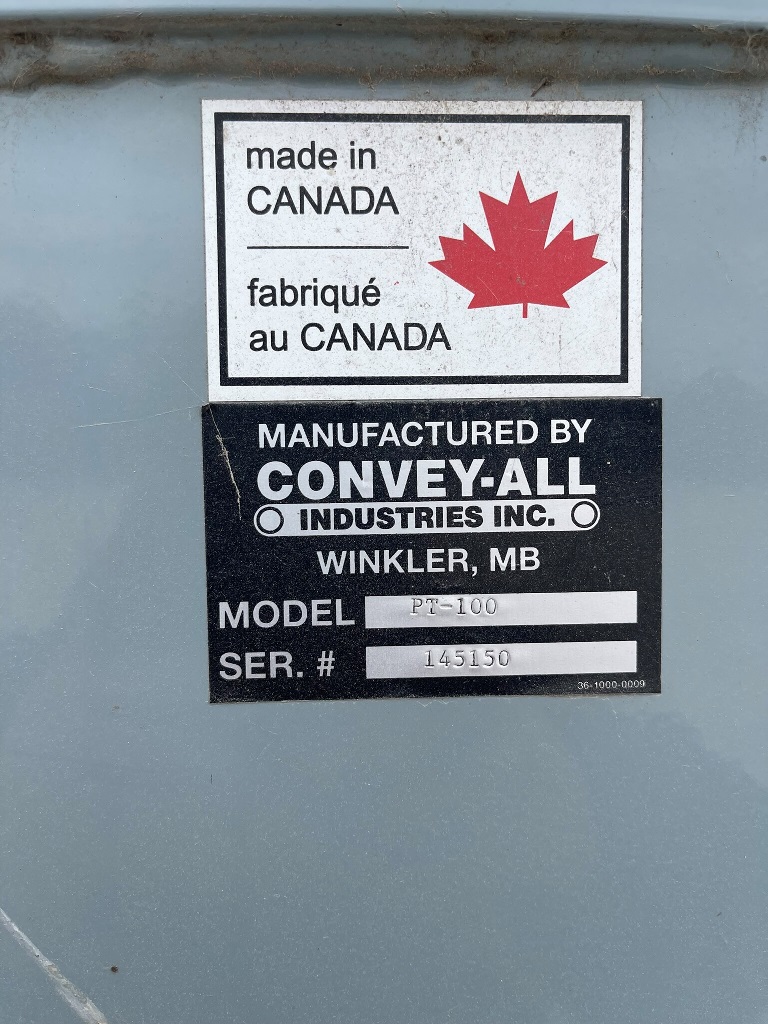 made in
CANADA
fabriqué
au CANADA
MANUFACTURED BY
CONVEY-ALL
INDUSTRIES INC.
WINKLER, MB
MODEL PT-100
SER. # 145150
36-1000-0009